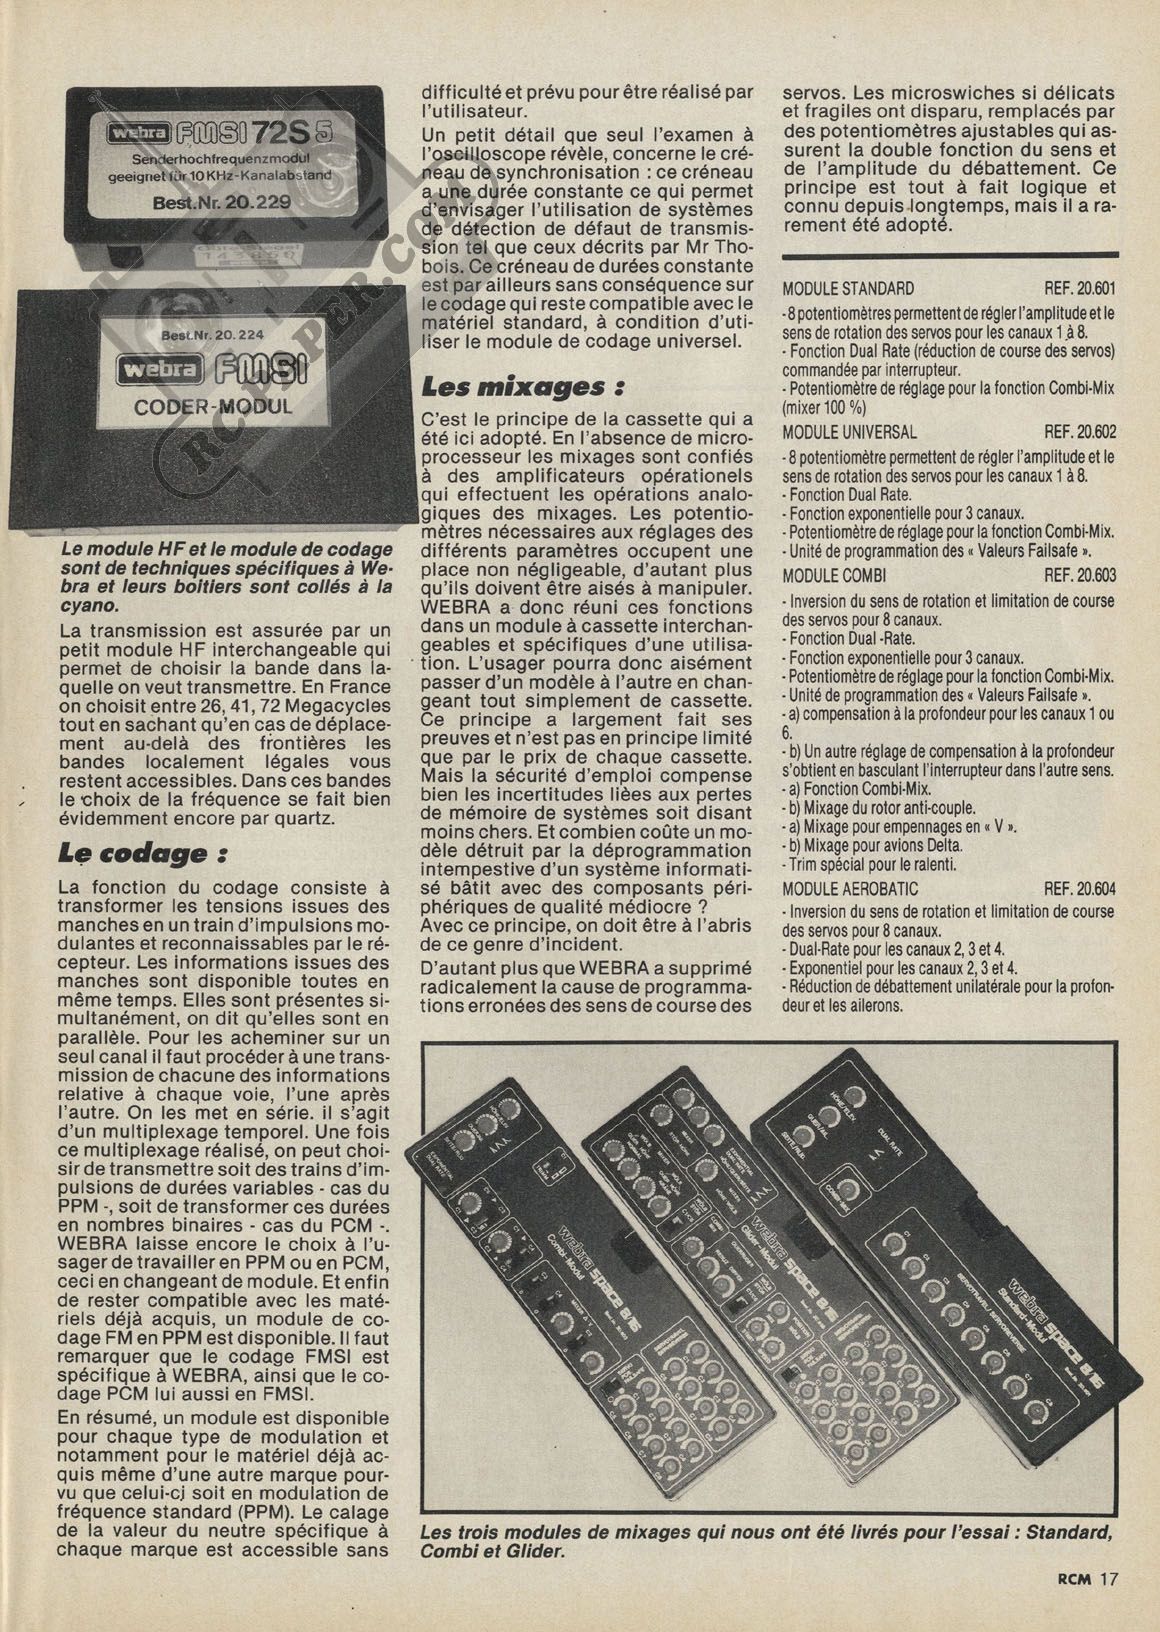 webra FMSI 72S 5
Senderhochfrequenzmodul
geeignet für 10 KHz-Kanalabstand
Best.Nr. 20.229
Best.Nr. 20.224
webra FMSI
CODER-MODUL
RCPAPER.COM
Le module HF et le module de codage
sont de techniques spécifiques à We-
bra et leurs boitiers sont collés à la
cyano.
La transmission est assurée par un
petit module HF interchangeable qui
permet de choisir la bande dans la-
quelle on veut transmettre. En France
on choisit entre 26, 41, 72 Megacycles
tout en sachant qu'en cas de déplace-
ment au-delà des frontières les
bandes localement légales vous
restent accessibles. Dans ces bandes
le choix de la fréquence se fait bien
évidemment encore par quartz.
Le codage :
La fonction du codage consiste à
transformer les tensions issues des
manches en un train d'impulsions mo-
dulantes et reconnaissables par le ré-
cepteur. Les informations issues des
manches sont disponible toutes en
même temps. Elles sont présentes si-
multanément, on dit qu'elles sont en
parallèle. Pour les acheminer sur un
seul canal il faut procéder à une trans-
mission de chacune des informations
relative à chaque voie, l'une après
l'autre. On les met en série. il s'agit
d'un multiplexage temporel. Une fois
ce multiplexage réalisé, on peut choi-
sir de transmettre soit des trains d'im-
pulsions de durées variables - cas du
PPM -, soit de transformer ces durées
en nombres binaires - cas du PCM -.
WEBRA laisse encore le choix à l'u-
sager de travailler en PPM ou en PCM,
ceci en changeant de module. Et enfin
de rester compatible avec les maté-
riels déjà acquis, un module de co-
dage FM en PPM est disponible. Il faut
remarquer que le codage FMSI est
spécifique à WEBRA, ainsi que le co-
dage PCM lui aussi en FMSI.
En résumé, un module est disponible
pour chaque type de modulation et
notamment pour le matériel déjà ac-
quis même d'une autre marque pour-
vu que celui-ci soit en modulation de
fréquence standard (PPM). Le calage
de la valeur du neutre spécifique à
chaque marque est accessible sans
difficulté et prévu pour être réalisé par
l'utilisateur.
Un petit détail que seul l'examen à
l'oscilloscope révèle, concerne le cré-
neau de synchronisation : ce créneau
a une durée constante ce qui permet
d'envisager l'utilisation de systèmes
de détection de défaut de transmis-
sion tel que ceux décrits par Mr Tho-
bois. Ce créneau de durées constante
est par ailleurs sans conséquence sur
le codage qui reste compatible avec le
matériel standard, à condition d'uti-
liser le module de codage universel.
Les mixages :
C'est le principe de la cassette qui a
été ici adopté. En l'absence de micro-
processeur les mixages sont confiés
à des amplificateurs opérationels
qui effectuent les opérations analo-
giques des mixages. Les potentio-
mètres nécessaires aux réglages des
différents paramètres occupent une
place non négligeable, d'autant plus
qu'ils doivent être aisés à manipuler.
WEBRA a donc réuni ces fonctions
dans un module à cassette interchan-
geables et spécifiques d'une utilisa-
tion. L'usager pourra donc aisément
passer d'un modèle à l'autre en chan-
geant tout simplement de cassette.
Ce principe a largement fait ses
preuves et n'est pas en principe limité
que par le prix de chaque cassette.
Mais la sécurité d'emploi compense
bien les incertitudes liées aux pertes
de mémoire de systèmes soit disant
moins chers. Et combien coûte un mo-
dèle détruit par la déprogrammation
intempestive d'un système informati-
sé bâtit avec des composants péri-
phériques de qualité médiocre ?
Avec ce principe, on doit être à l'abris
de ce genre d'incident.
D'autant plus que WEBRA a supprimé
radicalement la cause de programma-
tions erronées des sens de course des
servos. Les microswiches si délicats
et fragiles ont disparu, remplacés par
des potentiomètres ajustables qui as-
surent la double fonction du sens et
de l'amplitude du débattement. Ce
principe est tout à fait logique et
connu depuis longtemps, mais il a ra-
rement été adopté.
MODULE STANDARD REF. 20.601
- 8 potentiomètres permettent de régler l'amplitude et le
sens de rotation des servos pour les canaux 1 à 8.
- Fonction Dual Rate (réduction de course des servos)
commandée par interrupteur.
- Potentiomètre de réglage pour la fonction Combi-Mix
(mixer 100 %)
MODULE UNIVERSAL REF. 20.602
- 8 potentiomètre permettent de régler l'amplitude et le
sens de rotation des servos pour les canaux 1 à 8.
- Fonction Dual Rate.
- Fonction exponentielle pour 3 canaux.
- Potentiomètre de réglage pour la fonction Combi-Mix.
- Unité de programmation des « Valeurs Failsafe ».
MODULE COMBI REF. 20.603
- Inversion du sens de rotation et limitation de course
des servos pour 8 canaux.
- Fonction Dual -Rate.
- Fonction exponentielle pour 3 canaux.
- Potentiomètre de réglage pour la fonction Combi-Mix.
- Unité de programmation des « Valeurs Failsafe ».
- a) compensation à la profondeur pour les canaux 1 ou
6.
- b) Un autre réglage de compensation à la profondeur
s'obtient en basculant l'interrupteur dans l'autre sens.
- a) Fonction Combi-Mix.
- b) Mixage du rotor anti-couple.
- a) Mixage pour empennages en « V ».
- b) Mixage pour avions Delta.
- Trim spécial pour le ralenti.
MODULE AEROBATIC REF. 20.604
- Inversion du sens de rotation et limitation de course
des servos pour 8 canaux.
- Dual-Rate pour les canaux 2, 3 et 4.
- Exponentiel pour les canaux 2, 3 et 4.
- Réduction de débattement unilatérale pour la profon-
deur et les ailerons.
webra space 8/16
Combi-Modul
webra space 8/16
Glider-Modul
DUAL RATE
COMBI-MIX
webra space 8/16
Standard-Modul
Les trois modules de mixages qui nous ont été livrés pour l'essai : Standard,
Combi et Glider.
RCM 17